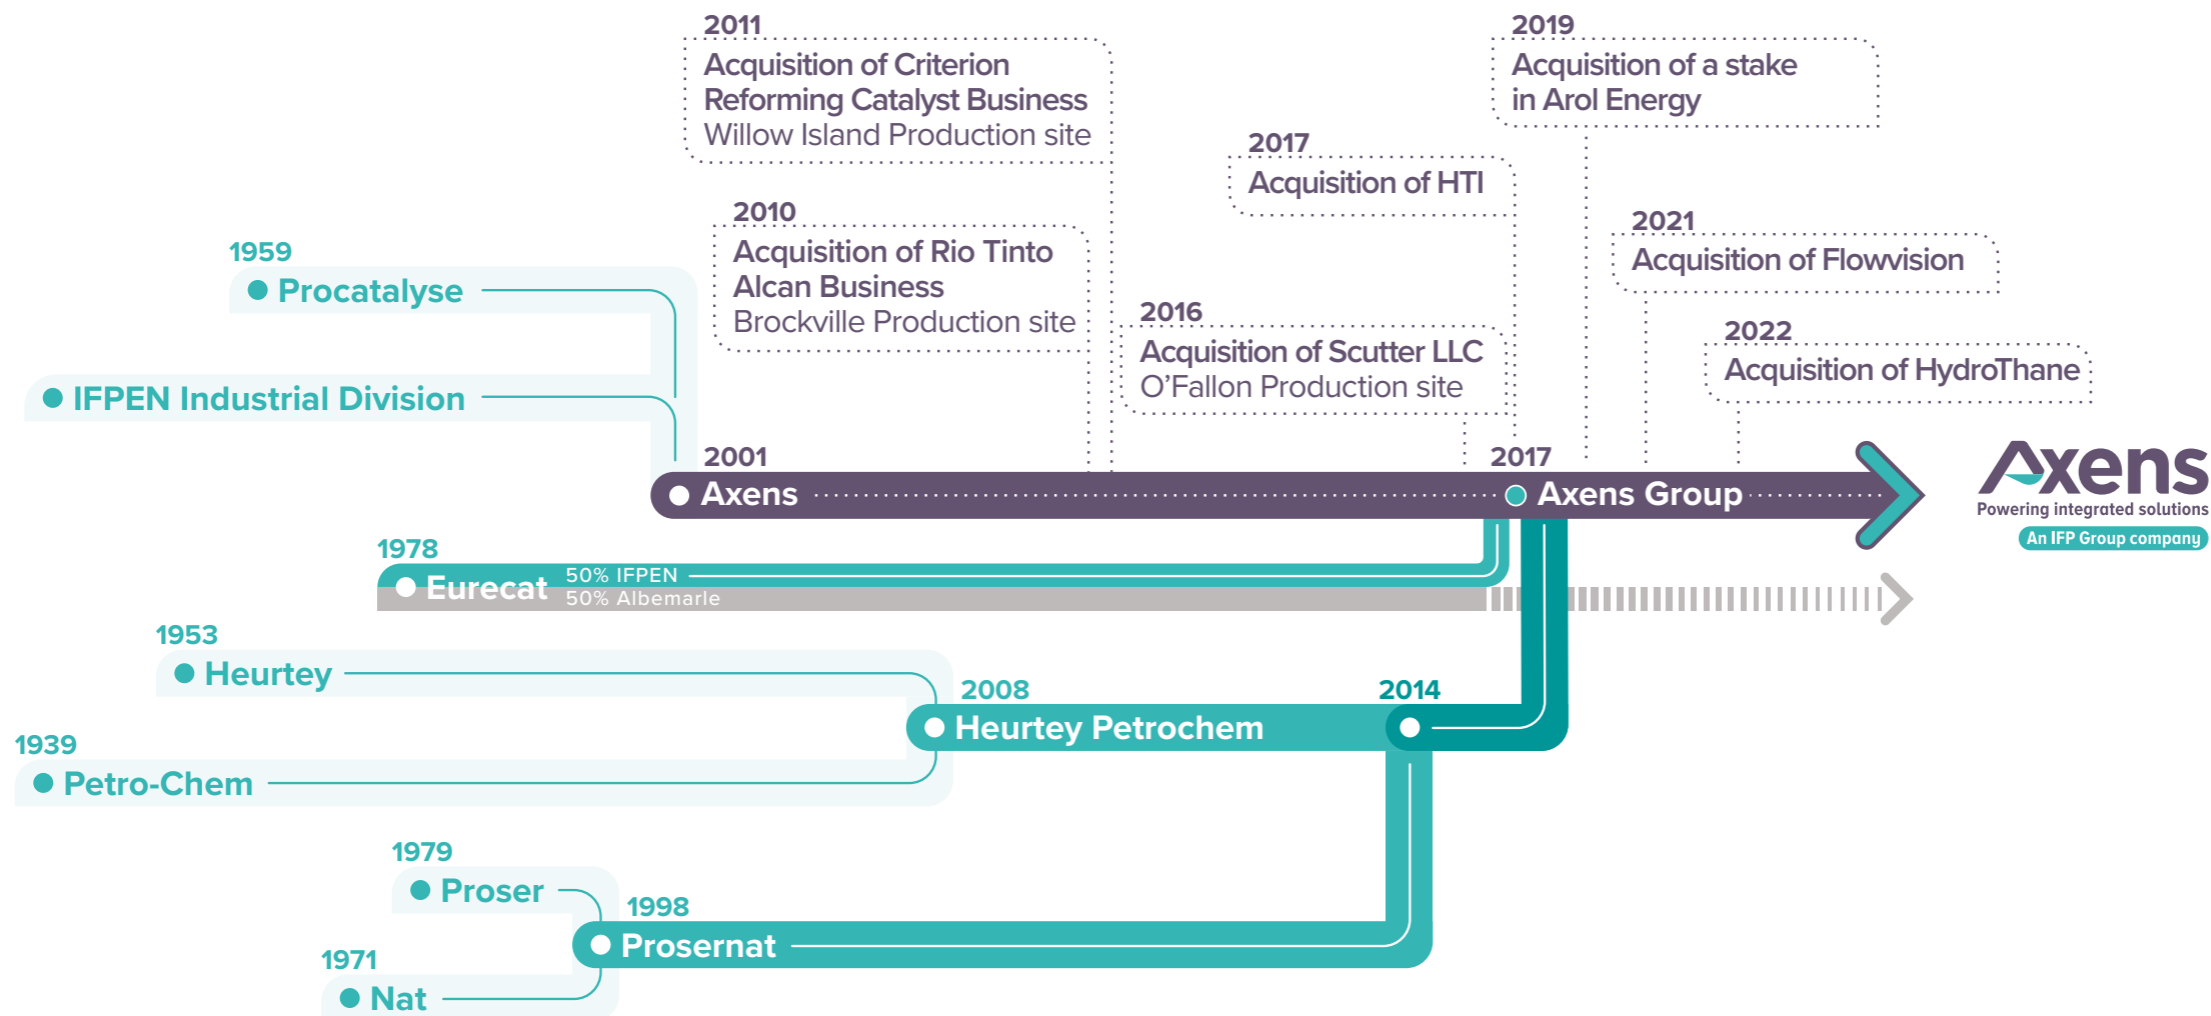 2011
Acquisition of Criterion
Reforming Catalyst Business
Willow Island Production site
2019
Acquisition of a stake
in Arol Energy
2017
Acquisition of HTI
2010
Acquisition of Rio Tinto
Alcan Business
Brockville Production site
2021
Acquisition of Flowvision
1959
Procatalyse
2016
Acquisition of Scutter LLC
O’Fallon Production site
2022
Acquisition of HydroThane
IFPEN Industrial Division
2001
Axens
2017
Axens Group
Axens
Powering integrated solutions
An IFP Group company
1978
Eurecat
50% IFPEN
50% Albemarle
1953
Heurtey
2008
Heurtey Petrochem
2014
1939
Petro-Chem
1979
Proser
1998
Prosernat
1971
Nat